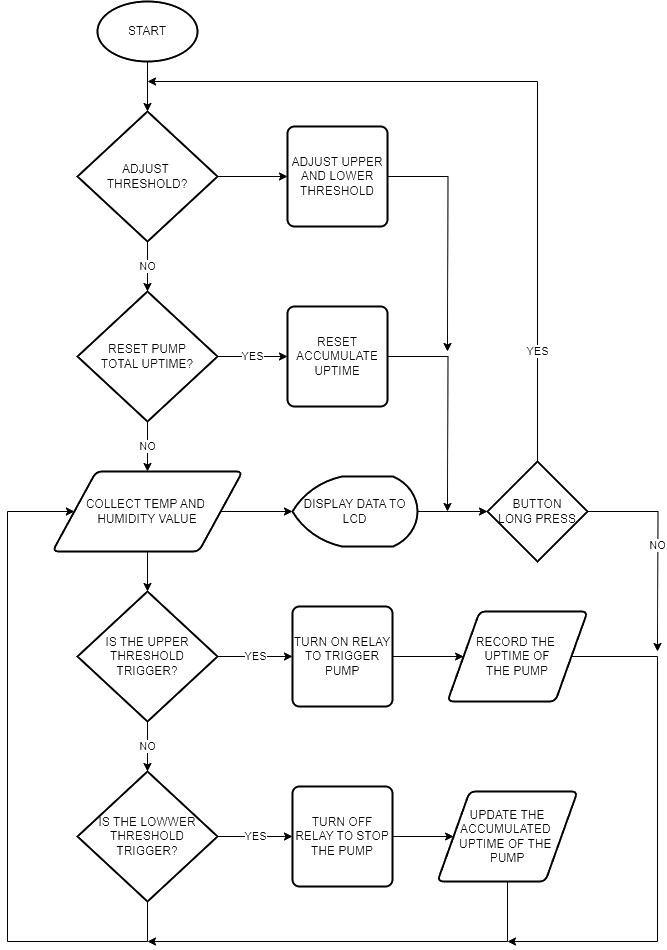 START
ADJUST
THRESHOLD?
ADJUST UPPER
AND LOWER
THRESHOLD
NO
RESET PUMP
TOTAL UPTIME?
YES
RESET
ACCUMULATE
UPTIME
YES
NO
COLLECT TEMP AND
HUMIDITY VALUE
DISPLAY DATA TO
LCD
BUTTON
LONG PRESS
NO
IS THE UPPER
THRESHOLD
TRIGGER?
YES
TURN ON RELAY
TO TRIGGER
PUMP
RECORD THE
UPTIME OF
THE PUMP
NO
IS THE LOWWER
THRESHOLD
TRIGGER?
YES
TURN OFF
RELAY TO STOP
THE PUMP
UPDATE THE
ACCUMULATED
UPTIME OF THE
PUMP